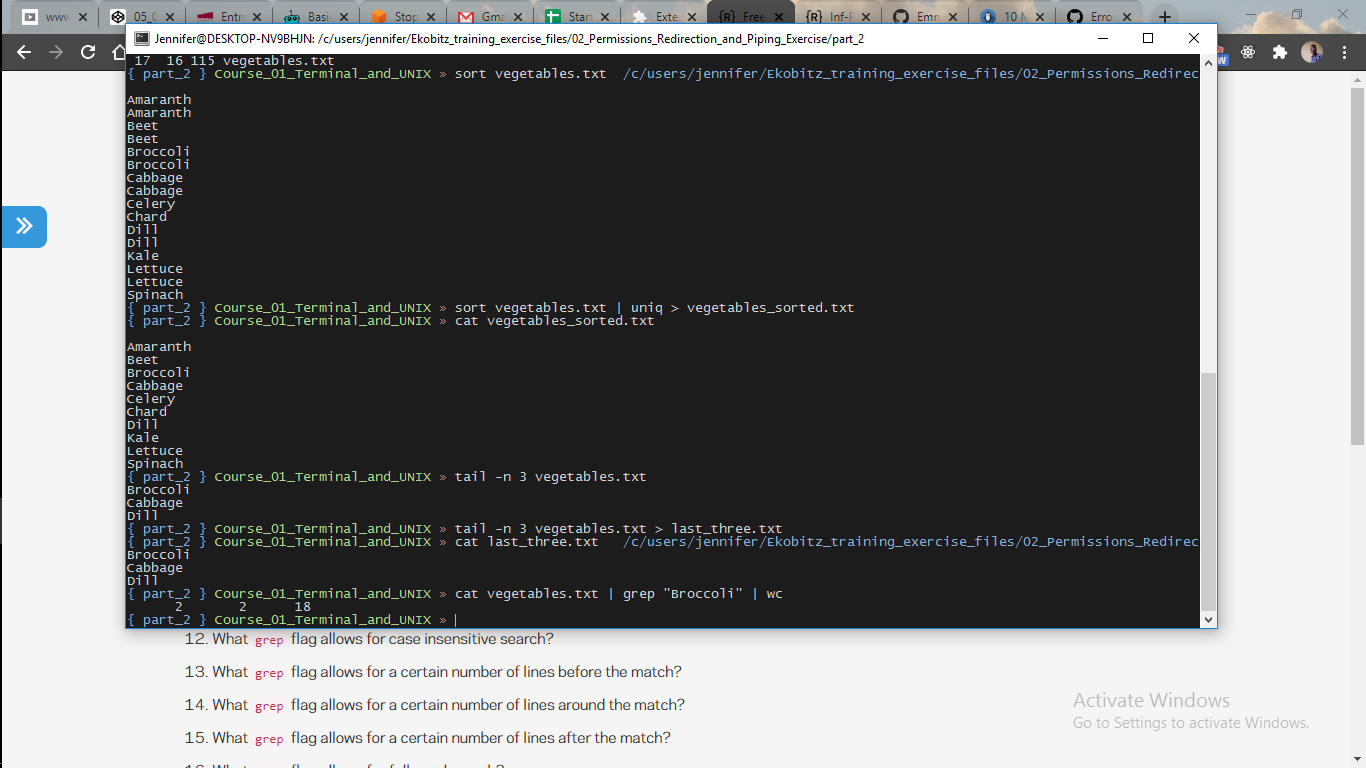 www.
05_0
Entr
Basi
Stop
Gma
Start
Exte
{R} Free
{R} Inf-F
Emn
10 N
Erro
Jennifer@DESKTOP-NV9BHJN: /c/users/jennifer/Ekobitz_training_exercise_files/02_Permissions_Redirection_and_Piping_Exercise/part_2
17 16 115 vegetables.txt
{ part_2 } Course_01_Terminal_and_UNIX » sort vegetables.txt /c/users/jennifer/Ekobitz_training_exercise_files/02_Permissions_Redirec
Amaranth
Amaranth
Beet
Beet
Broccoli
Broccoli
Cabbage
Cabbage
Celery
Chard
Dill
Dill
Kale
Lettuce
Lettuce
Spinach
{ part_2 } Course_01_Terminal_and_UNIX » sort vegetables.txt | uniq > vegetables_sorted.txt
{ part_2 } Course_01_Terminal_and_UNIX » cat vegetables_sorted.txt
Amaranth
Beet
Broccoli
Cabbage
Celery
Chard
Dill
Kale
Lettuce
Spinach
{ part_2 } Course_01_Terminal_and_UNIX » tail -n 3 vegetables.txt
Broccoli
Cabbage
Dill
{ part_2 } Course_01_Terminal_and_UNIX » tail -n 3 vegetables.txt > last_three.txt
{ part_2 } Course_01_Terminal_and_UNIX » cat last_three.txt /c/users/jennifer/Ekobitz_training_exercise_files/02_Permissions_Redirec
Broccoli
Cabbage
Dill
{ part_2 } Course_01_Terminal_and_UNIX » cat vegetables.txt | grep "Broccoli" | wc
2 2 18
{ part_2 } Course_01_Terminal_and_UNIX »
12. What grep flag allows for case insensitive search?
13. What grep flag allows for a certain number of lines before the match?
14. What grep flag allows for a certain number of lines around the match?
15. What grep flag allows for a certain number of lines after the match?
Activate Windows
Go to Settings to activate Windows.